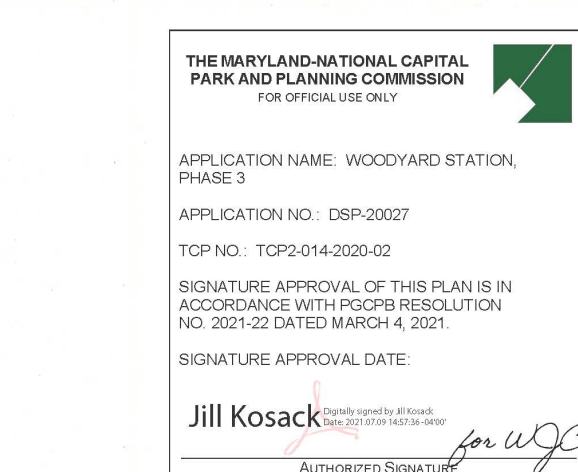 THE MARYLAND-NATIONAL CAPITAL
PARK AND PLANNING COMMISSION
FOR OFFICIAL USE ONLY
APPLICATION NAME: WOODYARD STATION,
PHASE 3
APPLICATION NO.: DSP-20027
TCP NO.: TCP2-014-2020-02
SIGNATURE APPROVAL OF THIS PLAN IS IN
ACCORDANCE WITH PGCPB RESOLUTION
NO. 2021-22 DATED MARCH 4, 2021.
SIGNATURE APPROVAL DATE:
Jill Kosack
Digitally signed by Jill Kosack
Date: 2021.07.09 14:57:36 -04'00'
for WJC
AUTHORIZED SIGNATURE